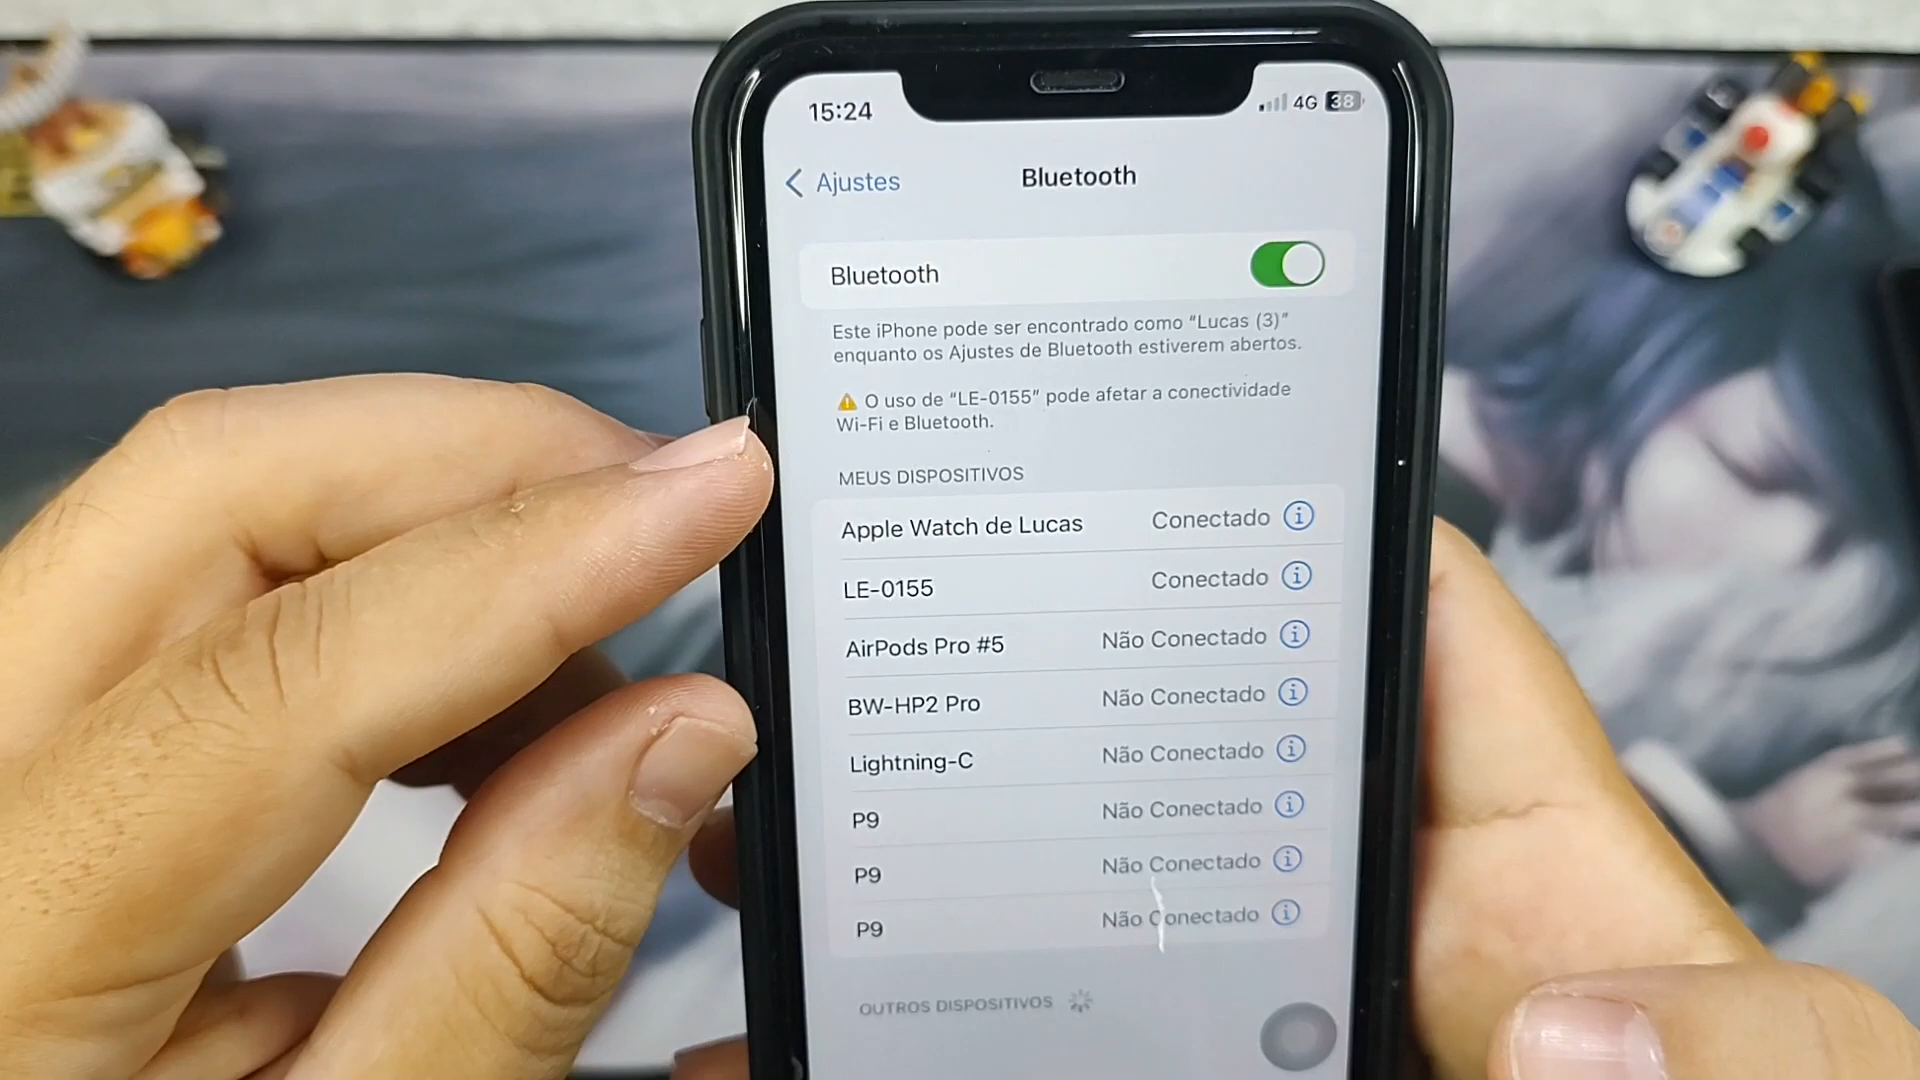 15:24
4G 38
Ajustes
Bluetooth
Bluetooth
Este iPhone pode ser encontrado como “Lucas (3)”
enquanto os Ajustes de Bluetooth estiverem abertos.
O uso de “LE-0155” pode afetar a conectividade
Wi-Fi e Bluetooth.
MEUS DISPOSITIVOS
Apple Watch de Lucas Conectado
LE-0155 Conectado
AirPods Pro #5 Não Conectado
BW-HP2 Pro Não Conectado
Lightning-C Não Conectado
P9 Não Conectado
P9 Não Conectado
P9 Não Conectado
OUTROS DISPOSITIVOS